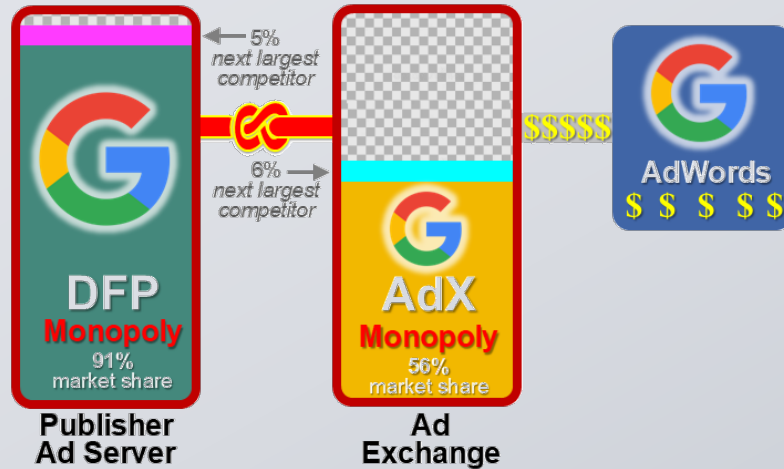 5%
next largest
competitor
6%
next largest
competitor
DFP
Monopoly
91%
market share
Publisher
Ad Server
AdX
Monopoly
56%
market share
Ad
Exchange
$$$$$
AdWords
$ $ $ $ $